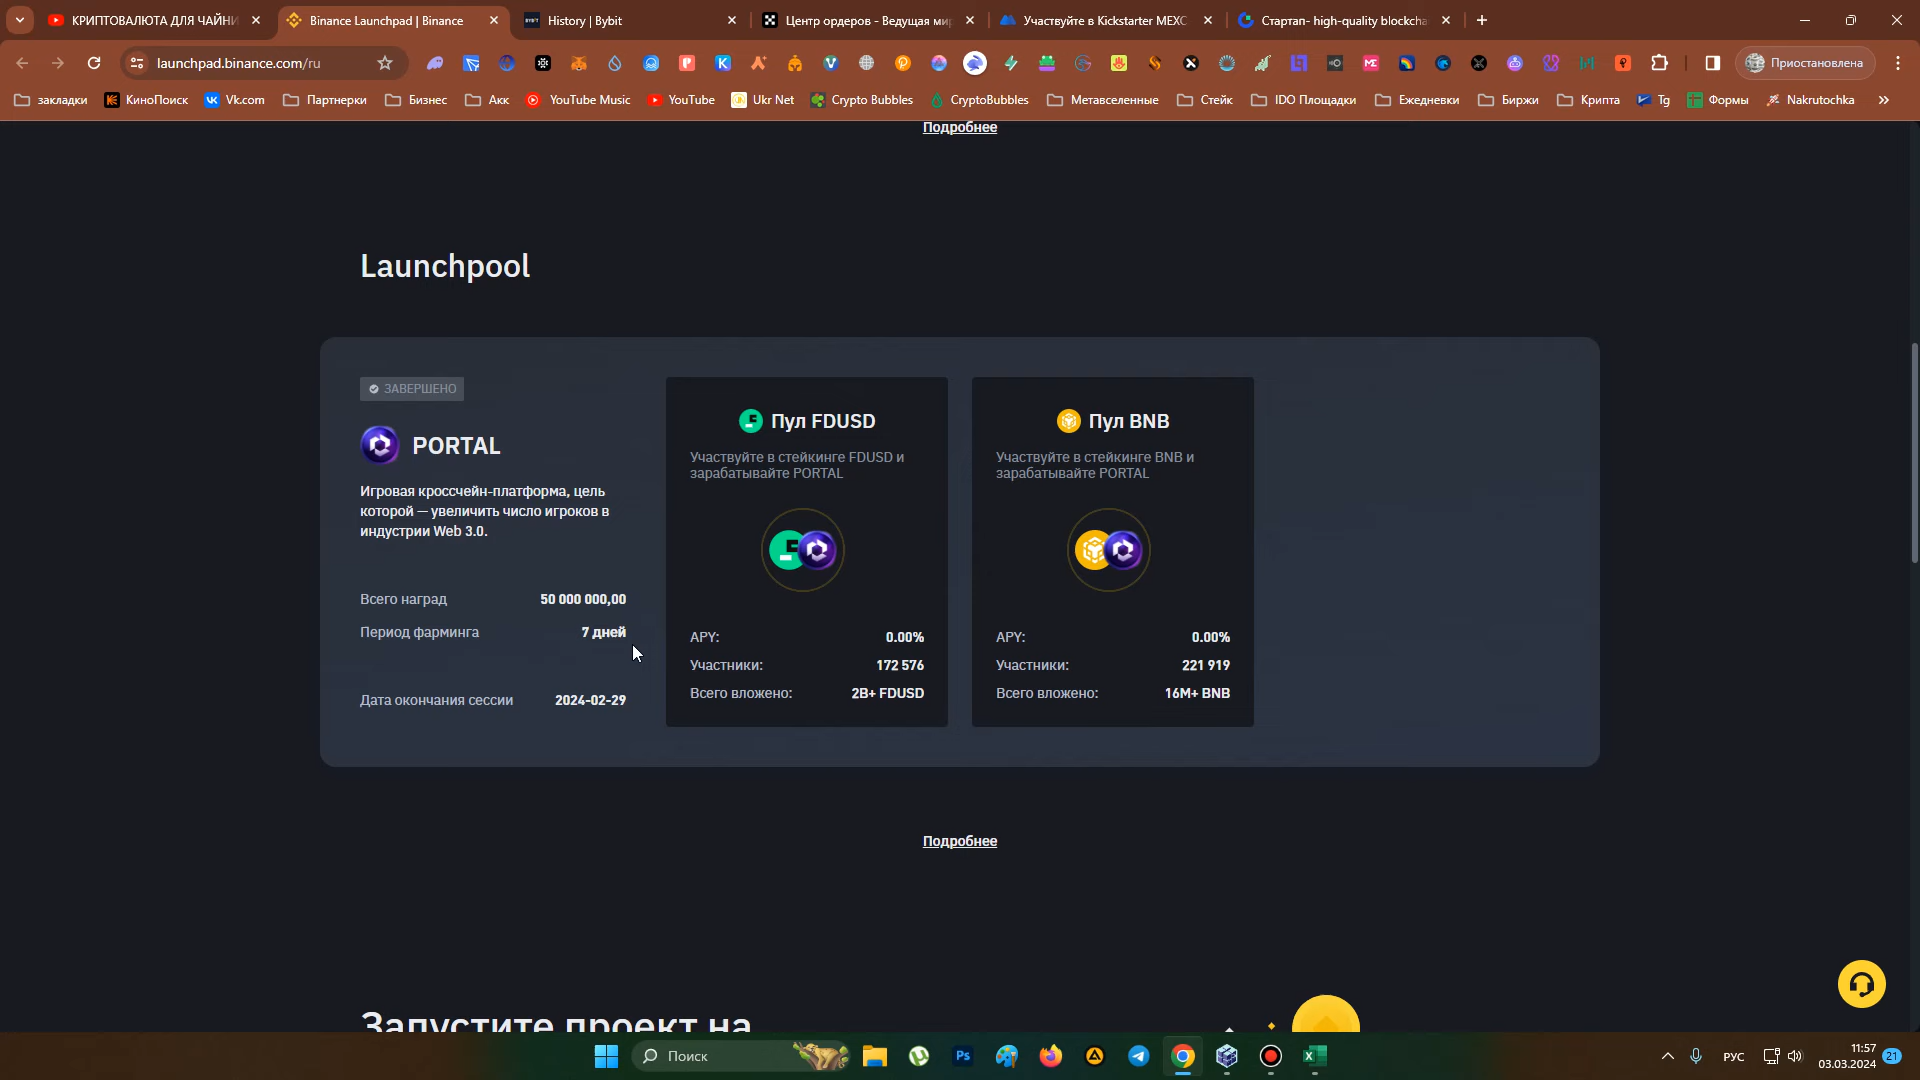 КРИПТОВАЛЮТА ДЛЯ ЧАЙНИ
Binance Launchpad | Binance
History | Bybit
Центр ордеров - Ведущая ми
Участвуйте в Kickstarter MEXC
Стартап- high-quality blockcha
launchpad.binance.com/ru
Приостановлена
закладки
КиноПоиск
Vk.com
Партнерки
Бизнес
Акк
YouTube Music
YouTube
Ukr Net
Crypto Bubbles
CryptoBubbles
Метавселенные
Стейк
IDO Площадки
Ежедневки
Биржи
Крипта
Tg
Формы
Nakrutochka
Подробнее
Launchpool
ЗАВЕРШЕНО
PORTAL
Игровая кроссчейн-платформа, цель
которой — увеличить число игроков в
индустрии Web 3.0.
Всего наград 50 000 000,00
Период фарминга 7 дней
Дата окончания сессии 2024-02-29
Пул FDUSD
Участвуйте в стейкинге FDUSD и
зарабатывайте PORTAL
APY: 0.00%
Участники: 172 576
Всего вложено: 2B+ FDUSD
Пул BNB
Участвуйте в стейкинге BNB и
зарабатывайте PORTAL
APY: 0.00%
Участники: 221 919
Всего вложено: 16M+ BNB
Подробнее
Запустите проект на
Поиск
Ps
РУС
11:57
03.03.2024
21